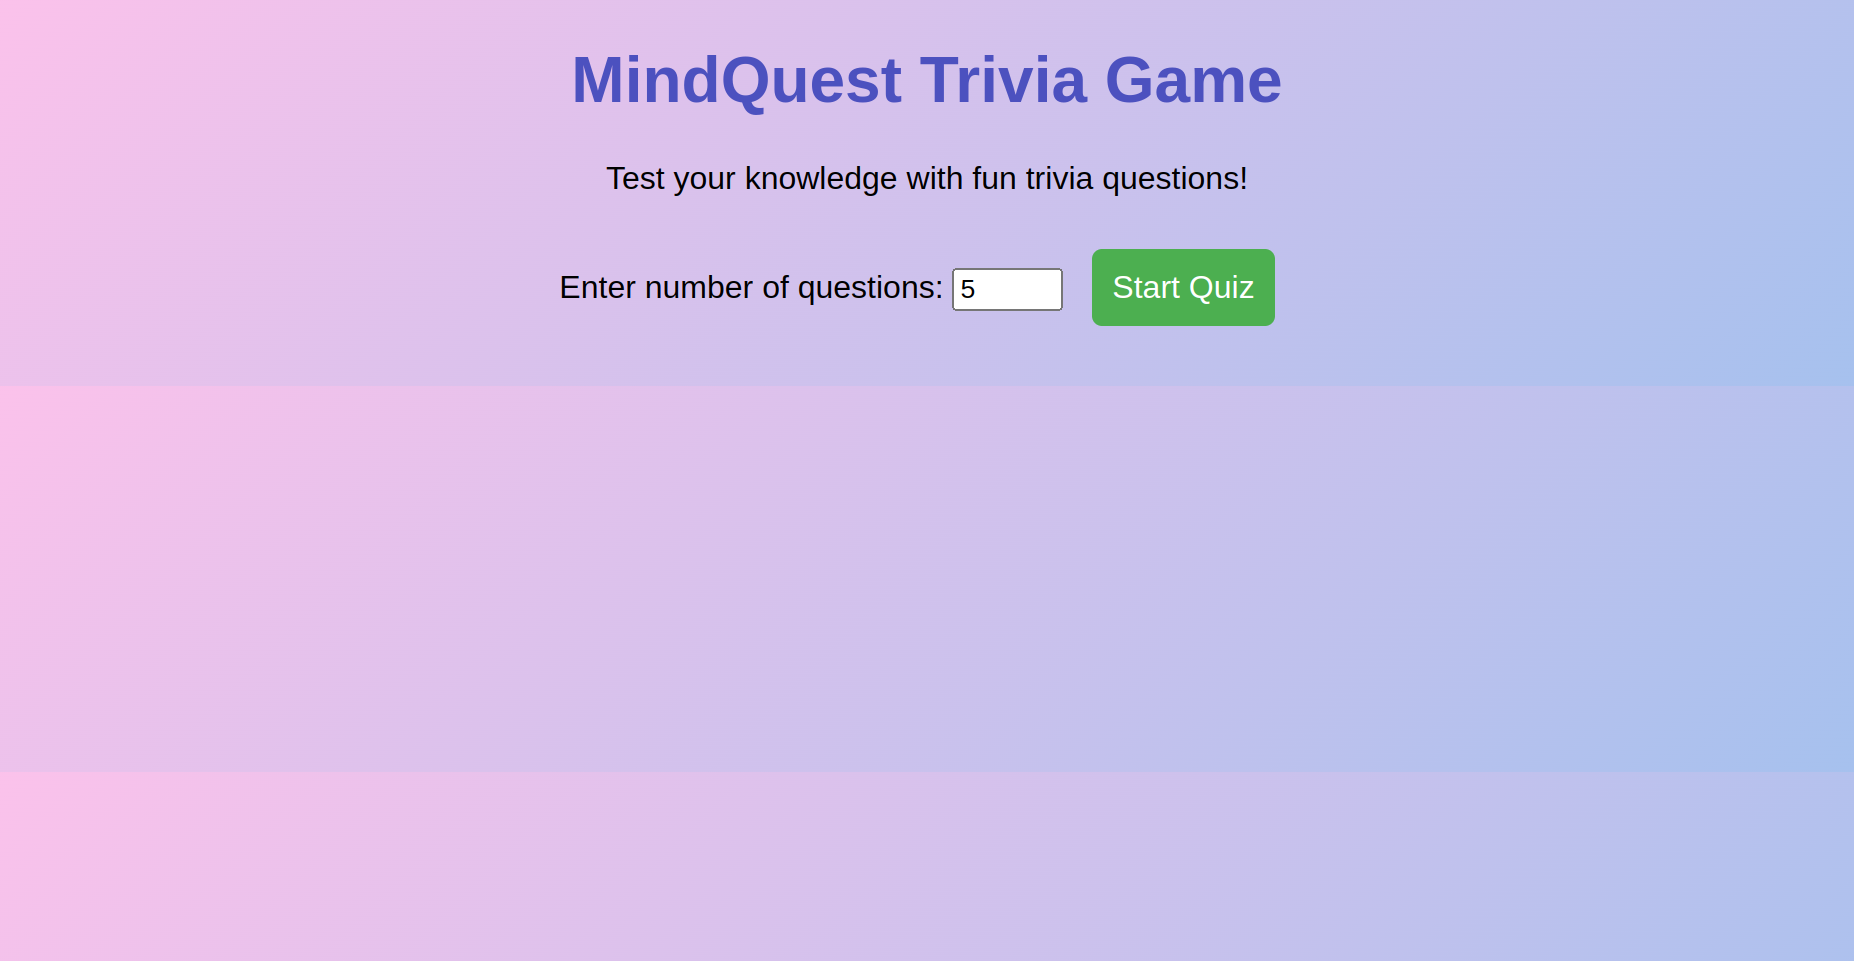 MindQuest Trivia Game
Test your knowledge with fun trivia questions!
Enter number of questions: 5 Start Quiz